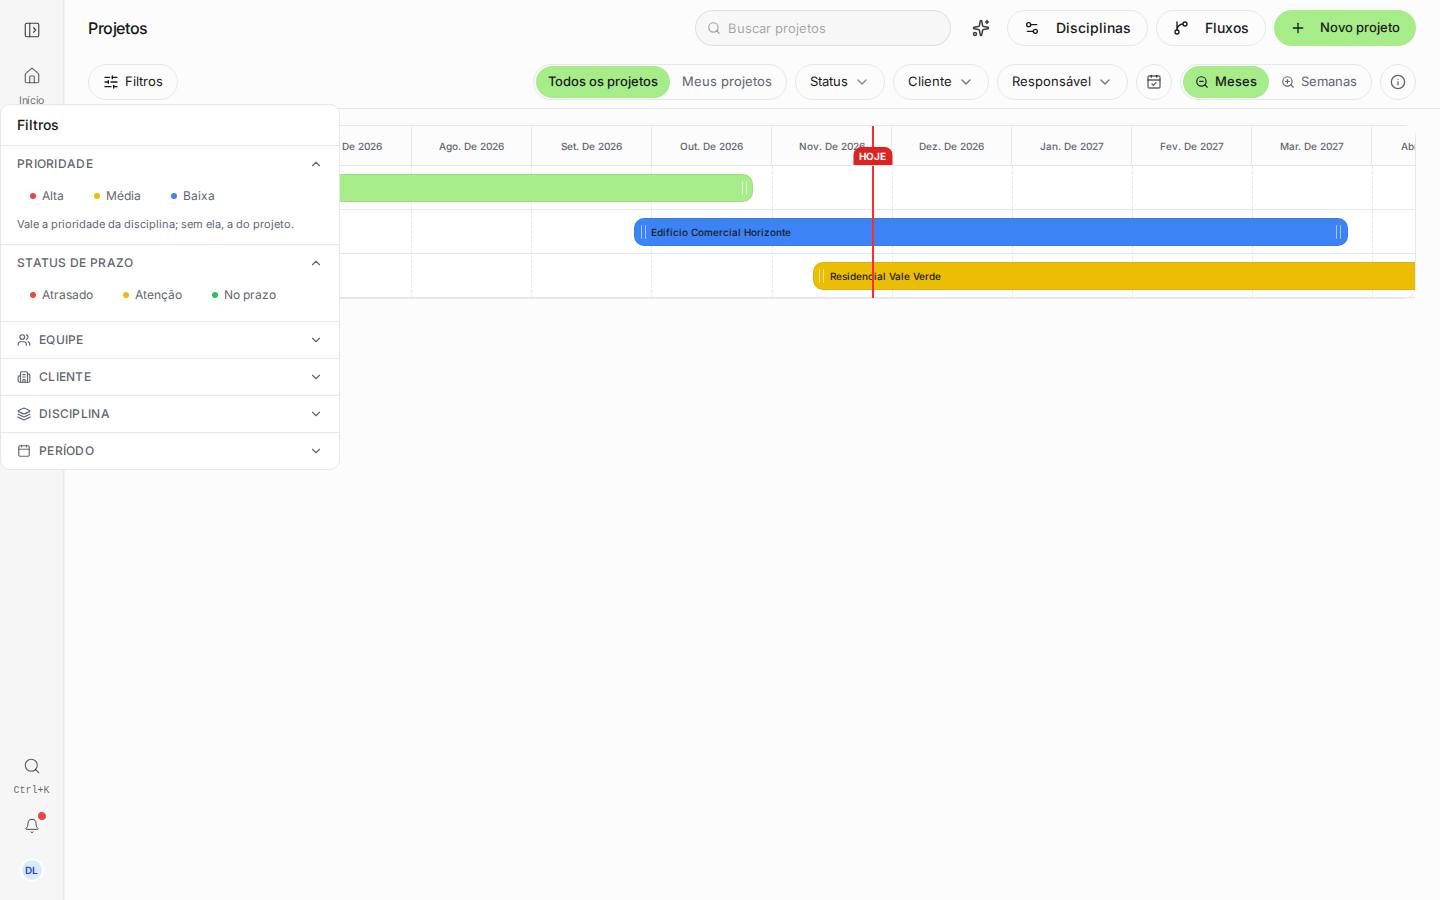 Projetos
Buscar projetos
Disciplinas
Fluxos
Novo projeto
Início
Filtros
Todos os projetos
Meus projetos
Status
Cliente
Responsável
Meses
Semanas
Filtros
PRIORIDADE
Alta
Média
Baixa
Vale a prioridade da disciplina; sem ela, a do projeto.
STATUS DE PRAZO
Atrasado
Atenção
No prazo
EQUIPE
CLIENTE
DISCIPLINA
PERÍODO
De 2026
Ago. De 2026
Set. De 2026
Out. De 2026
Nov. De 2026
Dez. De 2026
Jan. De 2027
Fev. De 2027
Mar. De 2027
HOJE
Edifício Comercial Horizonte
Residencial Vale Verde
Ctrl+K
DL